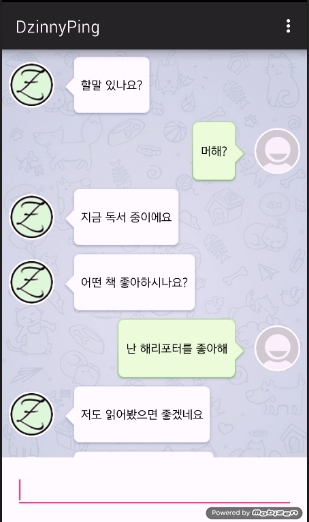 DzinnyPing
할말 있나요?
머해?
지금 독서 중이에요
어떤 책 좋아하시나요?
난 해리포터를 좋아해
저도 읽어봤으면 좋겠네요
Powered by Mobizen